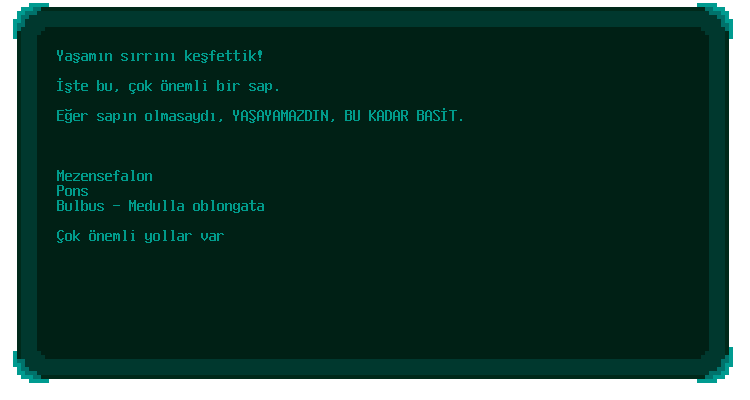 Yaşamın sırrını keşfettik!
İşte bu, çok önemli bir sap.
Eğer sapın olmasaydı, YAŞAYAMAZDIN, BU KADAR BASİT.
Mezensefalon
Pons
Bulbus - Medulla oblongata
Çok önemli yollar var